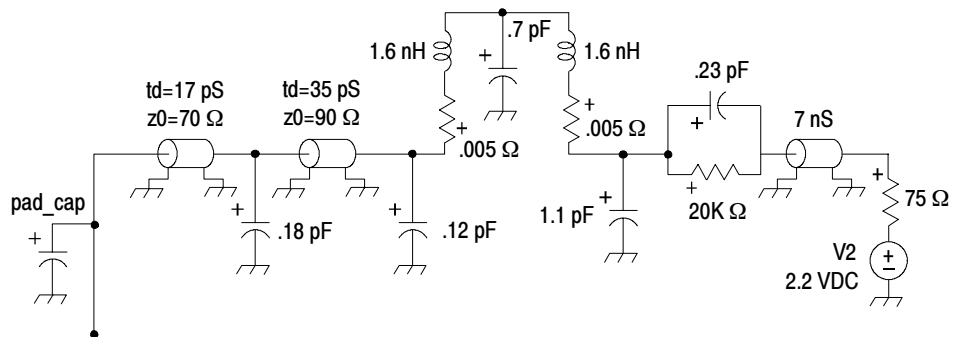 .7 pF
1.6 nH
+
1.6 nH
.23 pF
td=17 pS
z0=70 Ω
td=35 pS
z0=90 Ω
+
.005 Ω
+
.005 Ω
+
7 nS
+
20K Ω
+
75 Ω
pad_cap
+
+
.18 pF
+
.12 pF
+
1.1 pF
V2
2.2 VDC
+
−